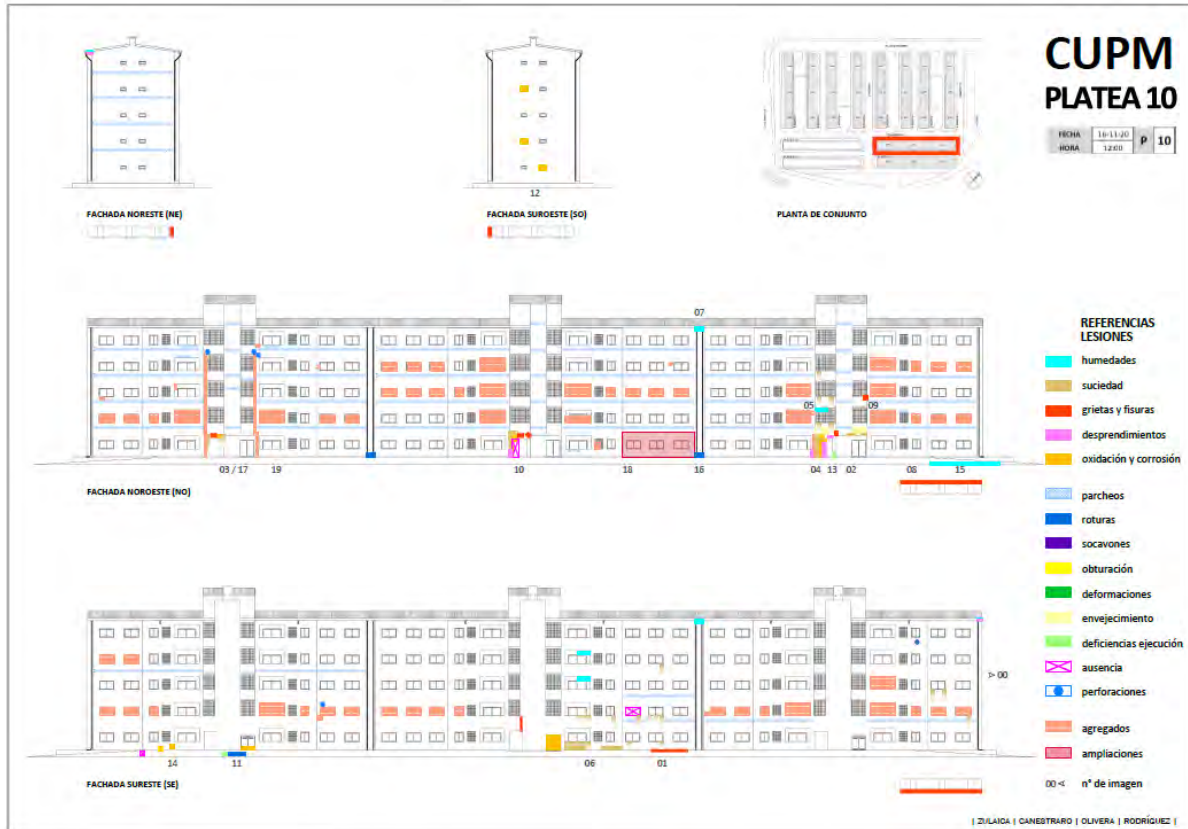 CUPM
PLATEA 10
FECHA 16-11-20 P 10
HORA 12:00
12
FACHADA NORESTE (NE)
FACHADA SUROESTE (SO)
PLANTA DE CONJUNTO
07
05
09
03 / 17
19
10
18
16
04
13
02
08
15
FACHADA NOROESTE (NO)
00
14
11
06
01
FACHADA SURESTE (SE)
REFERENCIAS
LESIONES
humedades
suciedad
grietas y fisuras
desprendimientos
oxidación y corrosión
parcheos
roturas
socavones
obturación
deformaciones
envejecimiento
deficiencias ejecución
ausencia
perforaciones
agregados
ampliaciones
00 n° de imagen
| ZULAICA | CANESTRARO | OLIVERA | RODRÍGUEZ |